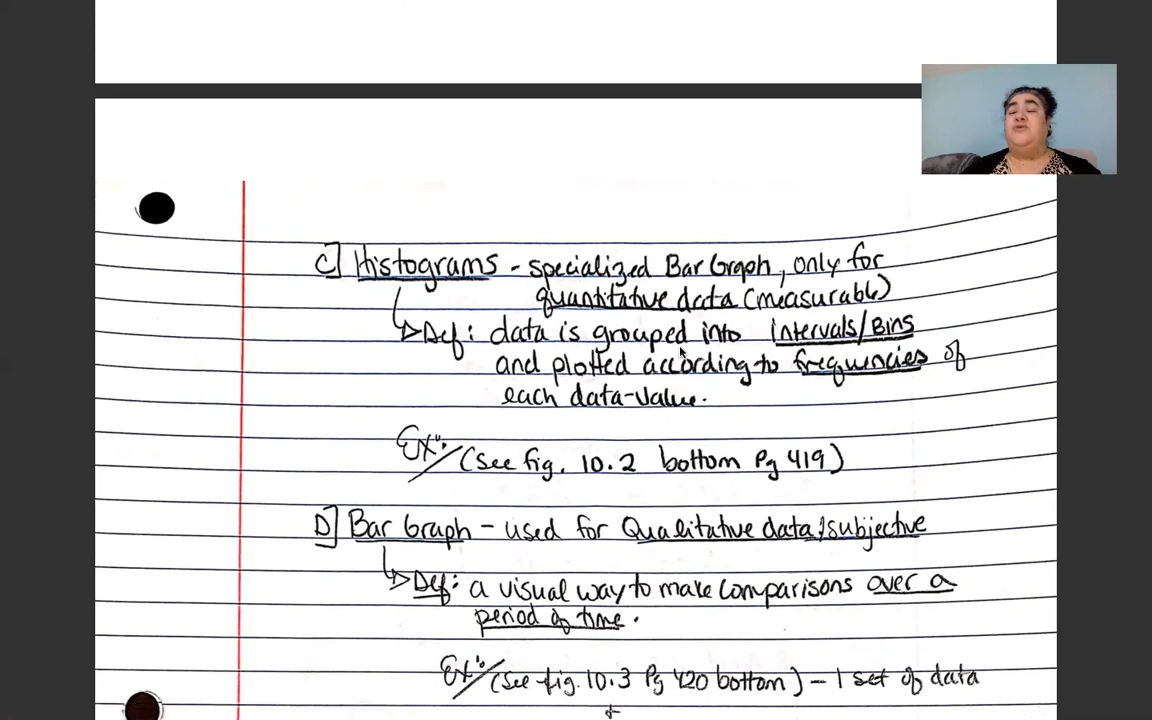 C] Histograms - specialized Bar Graph, only for
quantitative data (measurable)
Def: data is grouped into Intervals/Bins
and plotted according to frequencies of
each data-value.
Ex: (See fig. 10.2 bottom Pg 419)
D] Bar Graph - used for Qualitative data/subjective
Def: a visual way to make comparisons over a
period of time.
Ex: (See fig. 10.3 Pg 420 bottom) - 1 set of data
+